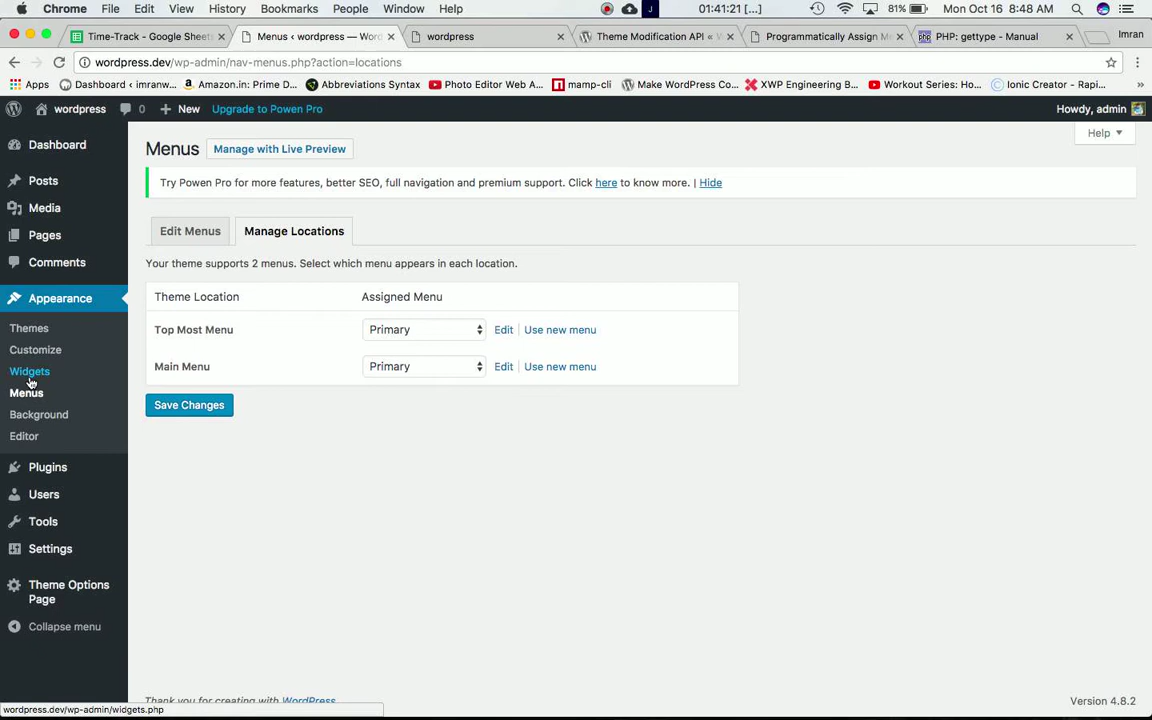 Chrome File Edit View History Bookmarks People Window Help J 01:41:21 [...] 81% Mon Oct 16 8:48 AM
Time-Track - Google Sheets Menus ‹ wordpress — Wor wordpress Theme Modification API « W Programmatically Assign Me PHP: gettype - Manual Imran
wordpress.dev/wp-admin/nav-menus.php?action=locations
Apps Dashboard ‹ imranw... Amazon.in: Prime D... Abbreviations Syntax Photo Editor Web A... mamp-cli Make WordPress Co... XWP Engineering B... Workout Series: Ho... Ionic Creator - Rapi... »
wordpress 0 New Upgrade to Powen Pro Howdy, admin
Help
Menus Manage with Live Preview
Try Powen Pro for more features, better SEO, full navigation and premium support. Click here to know more. | Hide
Edit Menus Manage Locations
Your theme supports 2 menus. Select which menu appears in each location.
Theme Location Assigned Menu
Top Most Menu Primary Edit Use new menu
Main Menu Primary Edit Use new menu
Save Changes
Dashboard
Posts
Media
Pages
Comments
Appearance
Themes
Customize
Widgets
Menus
Background
Editor
Plugins
Users
Tools
Settings
Theme Options
Page
Collapse menu
Thank you for creating with WordPress. Version 4.8.2
wordpress.dev/wp-admin/widgets.php